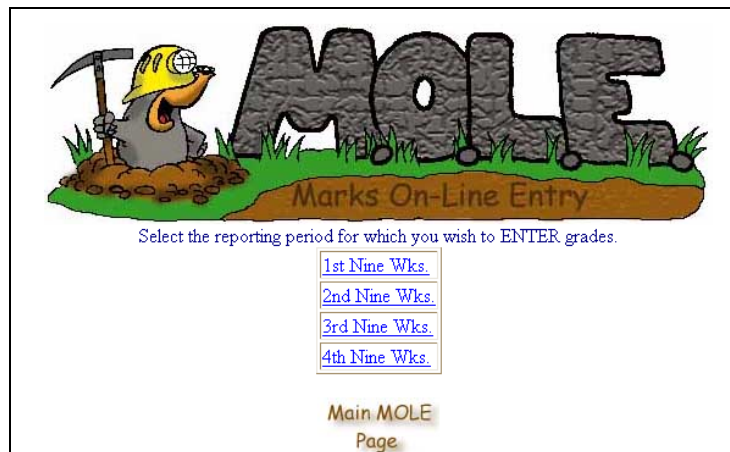 M.O.L.E.
Marks On-Line Entry
Select the reporting period for which you wish to ENTER grades.
1st Nine Wks.
2nd Nine Wks.
3rd Nine Wks.
4th Nine Wks.
Main MOLE
Page